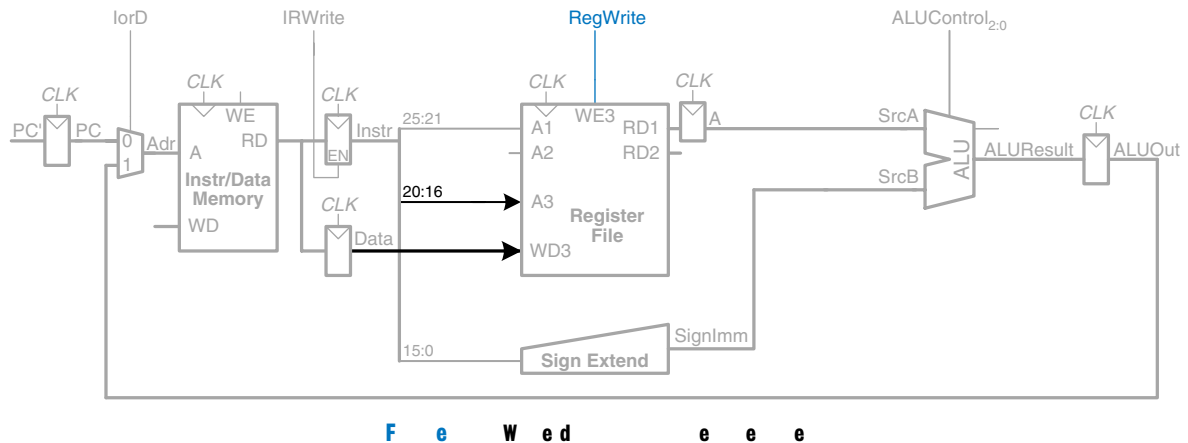 IorD IRWrite RegWrite ALUControl2:0
CLK CLK CLK CLK CLK CLK
PC' PC 0 1 Adr A RD WE WD Instr/Data Memory
Instr EN
25:21 A1 WE3 RD1 A SrcA
A2 RD2
ALU ALUResult ALUOut
20:16 A3 SrcB
Register File
CLK
Data WD3
SignImm
15:0 Sign Extend
F e W e d e e e